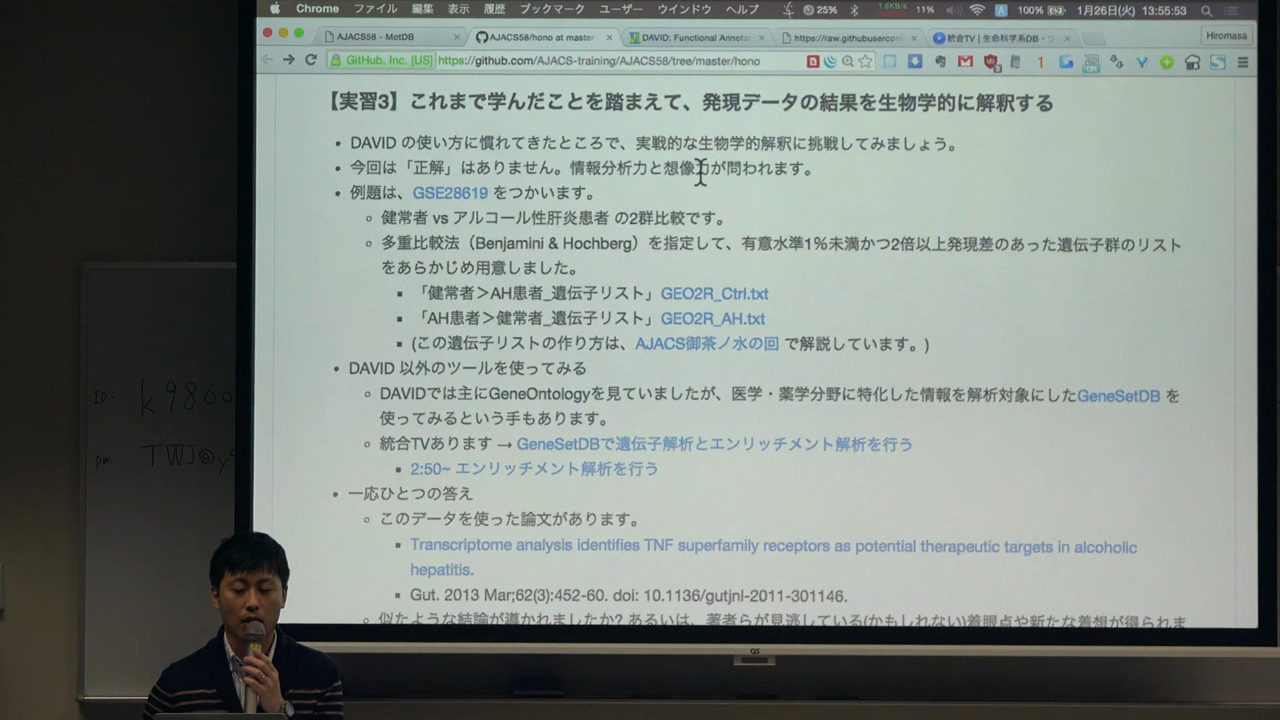 Chrome ファイル 編集 表示 履歴 ブックマーク ユーザー ウインドウ ヘルプ 25% 1.6KB/s 11% 100% 1月26日(火) 13:55:53
AJACS58 - MotDB AJACS58/hono at master DAVID: Functional Annota https://raw.githubuserco 統合TV | 生命科学系DB・ツ Hiromasa
GitHub, Inc. [US] https://github.com/AJACS-training/AJACS58/tree/master/hono
【実習3】これまで学んだことを踏まえて、発現データの結果を生物学的に解釈する
• DAVID の使い方に慣れてきたところで、実戦的な生物学的解釈に挑戦してみましょう。
• 今回は「正解」はありません。情報分析力と想像力が問われます。
• 例題は、GSE28619 をつかいます。
健常者 vs アルコール性肝炎患者 の2群比較です。
多重比較法（Benjamini & Hochberg）を指定して、有意水準1%未満かつ2倍以上発現差のあった遺伝子群のリスト
をあらかじめ用意しました。
「健常者＞AH患者_遺伝子リスト」GEO2R_Ctrl.txt
「AH患者＞健常者_遺伝子リスト」GEO2R_AH.txt
(この遺伝子リストの作り方は、AJACS御茶ノ水の回 で解説しています。)
• DAVID 以外のツールを使ってみる
DAVIDでは主にGeneOntologyを見ていましたが、医学・薬学分野に特化した情報を解析対象にしたGeneSetDB を
使ってみるという手もあります。
統合TVあります → GeneSetDBで遺伝子解析とエンリッチメント解析を行う
2:50~ エンリッチメント解析を行う
• 一応ひとつの答え
このデータを使った論文があります。
Transcriptome analysis identifies TNF superfamily receptors as potential therapeutic targets in alcoholic
hepatitis.
Gut. 2013 Mar;62(3):452-60. doi: 10.1136/gutjnl-2011-301146.
似たような結論が導かれましたか? あるいは、著者らが見逃している(かもしれない)着眼点や新たな着想が得られま
ID: k9800
pw: TWJ@y